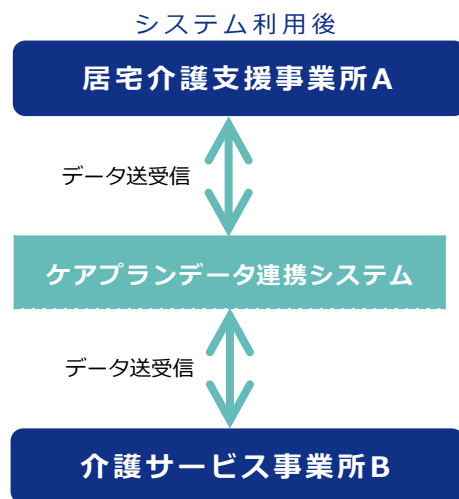 システム利用後
居宅介護支援事業所A
データ送受信
ケアプランデータ連携システム
データ送受信
介護サービス事業所B